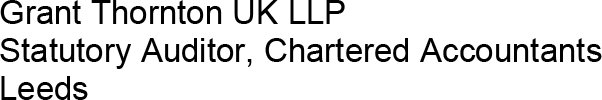 Grant Thornton UK LLP
Statutory Auditor, Chartered Accountants
Leeds